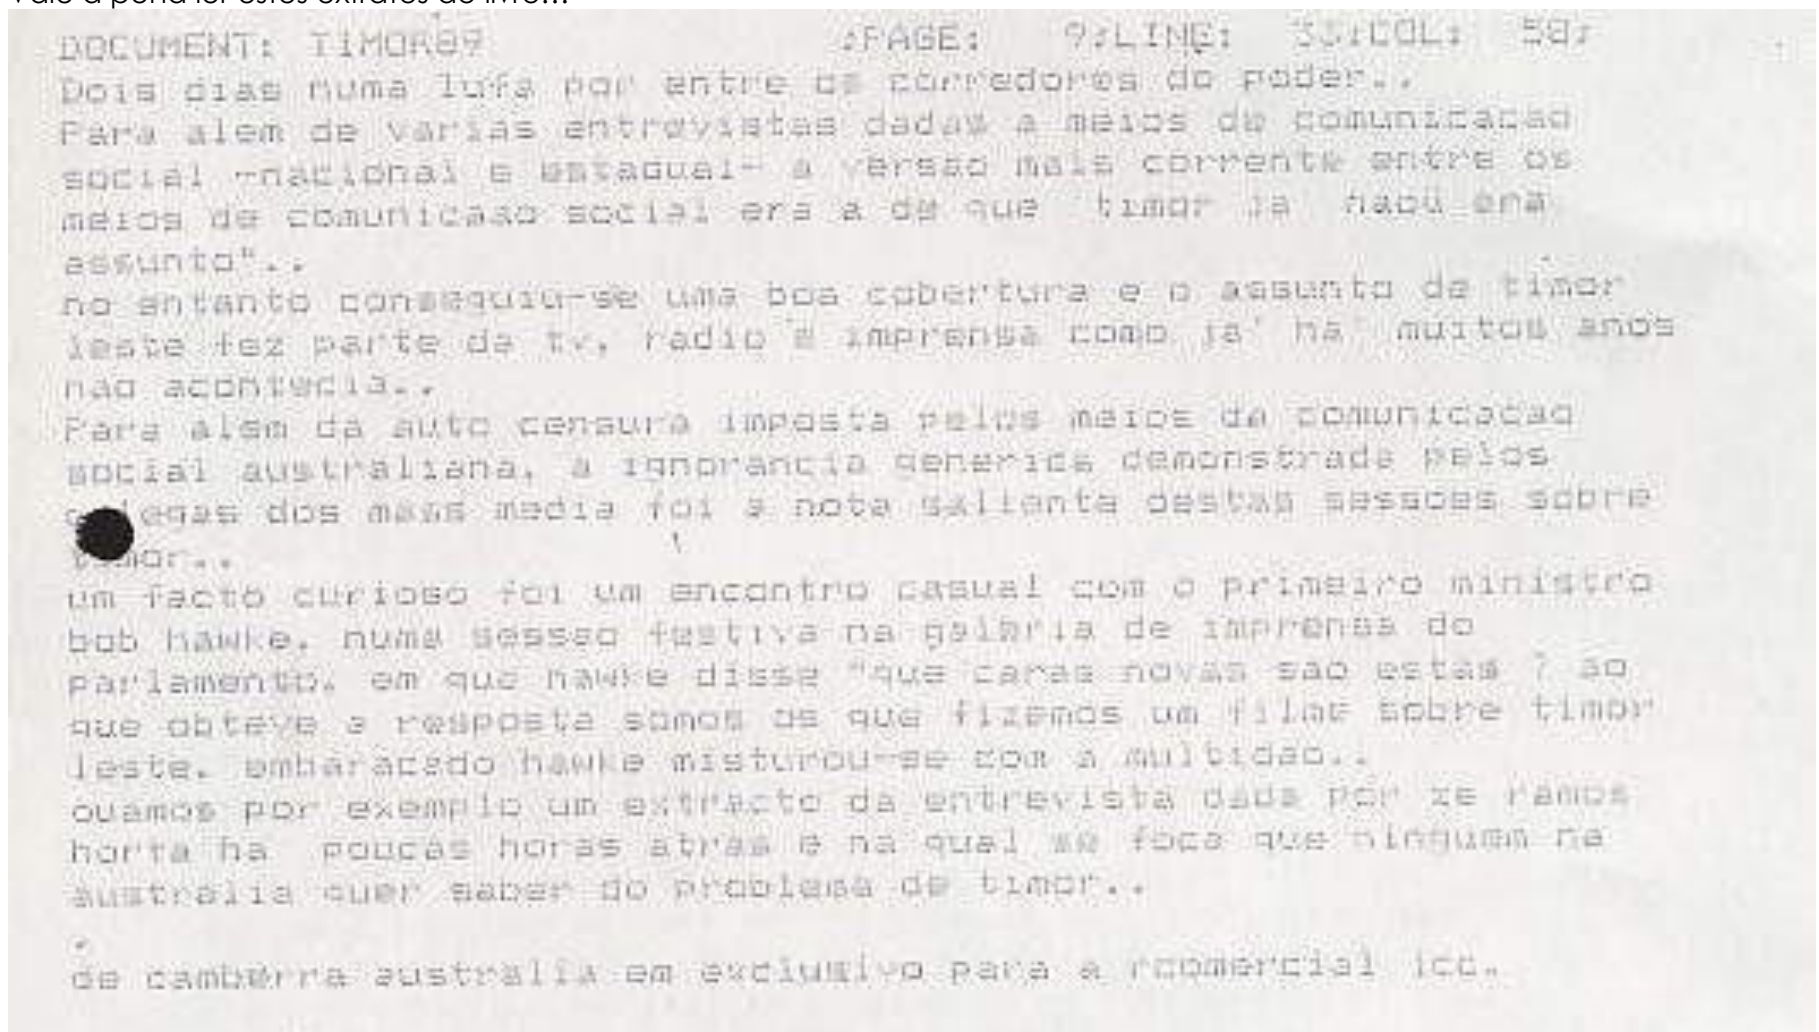 Vale a pena ler estes extratos do livro...
DOCUMENT: TIMOR89 :PAGE: 9:LINE: 35:COL: 58:
Dois dias numa lufa por entre os corredores do poder..
Para alem de varias entrevistas dadas a meios de comunicacao
social -nacional e estadual- a versao mais corrente entre os
meios de comunicasao social era a de que timor ja naou era
assunto"..
no entanto conseguiu-se uma boa cobertura e o assunto de timor
leste fez parte da tv, radio e imprensa como ja' ha' muitos anos
nao acontecia..
Para alem da auto censura imposta pelos meios de comunicacao
social australiana, a ignorancia generica demonstrada pelos
colegas dos mass media foi a nota saliente destas sessoes sobre
timor..
um facto curioso foi um encontro casual com o primeiro ministro
bob hawke, numa sessao festiva na galeria de imprensa do
parlamento, em que hawke disse "que caras novas sao estas ? ao
que obteve a resposta somos os que fizemos um filme sobre timor
leste. embaracado hawke misturou-se com a multidao..
ouamos por exemplo um extracto da entrevista dada por ze ramos
horta ha poucas horas atras e na qual se foca que ninguem na
australia quer saber do problema de timor..
.
de camberra australia em exclusivo para a rcomercial icc.